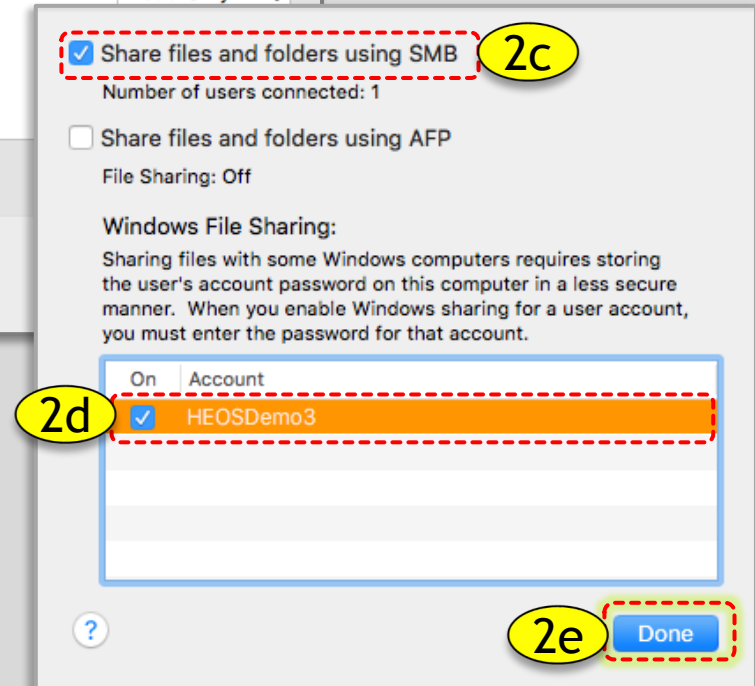 Share files and folders using SMB
2c
Number of users connected: 1
Share files and folders using AFP
File Sharing: Off
Windows File Sharing:
Sharing files with some Windows computers requires storing
the user's account password on this computer in a less secure
manner. When you enable Windows sharing for a user account,
you must enter the password for that account.
On Account
2d
HEOSDemo3
?
2e
Done